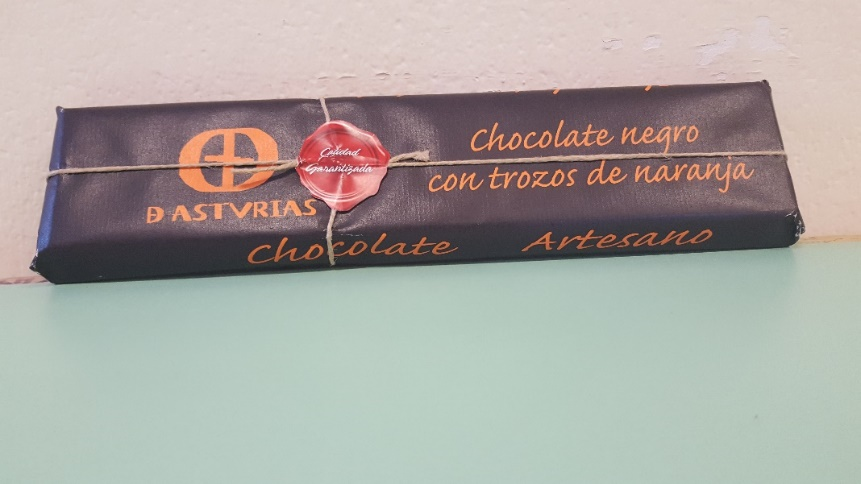 Ð ASTVRIAS
Calidad
Garantizada
Chocolate negro
con trozos de naranja
Chocolate Artesano